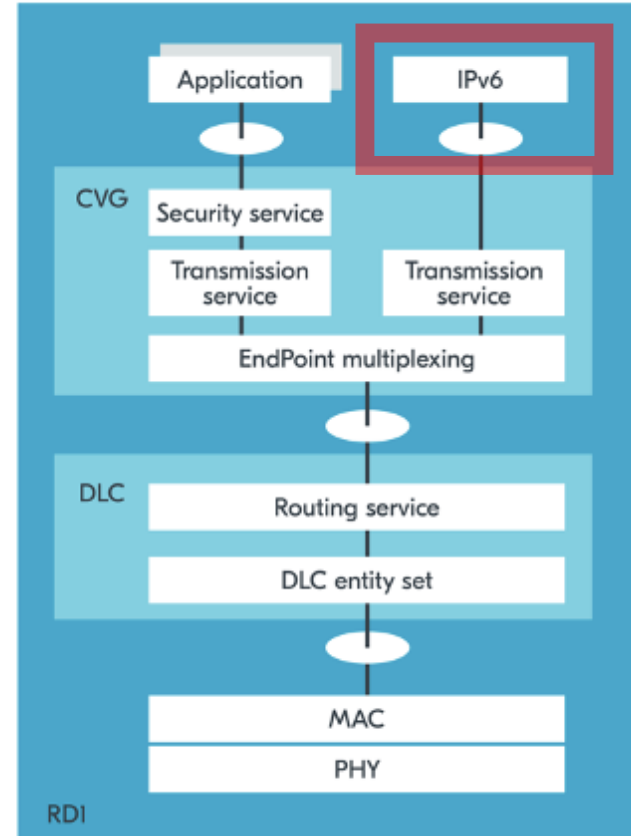 Application
IPv6
CVG
Security service
Transmission
service
Transmission
service
EndPoint multiplexing
DLC
Routing service
DLC entity set
MAC
PHY
RD1